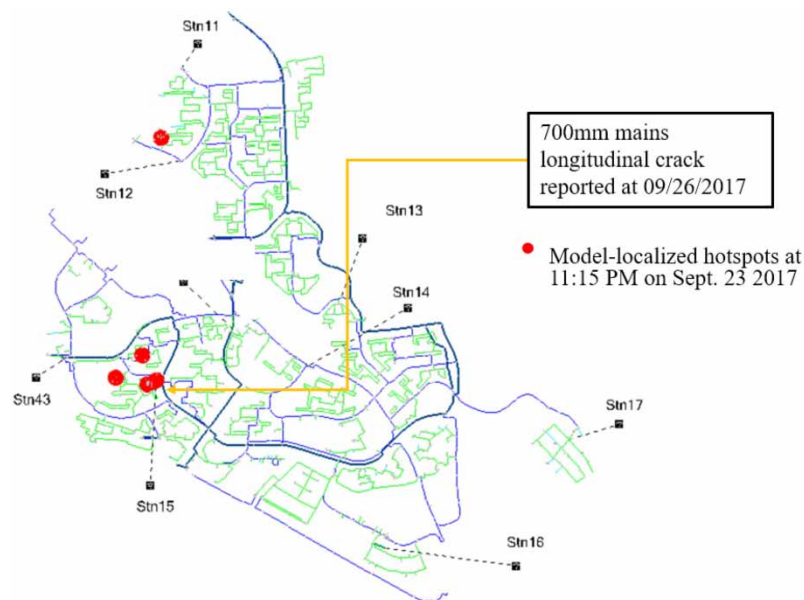 Stn11
700mm mains
longitudinal crack
reported at 09/26/2017
Stn12
Stn13
Model-localized hotspots at
11:15 PM on Sept. 23 2017
Stn14
Stn43
Stn17
Stn15
Stn16